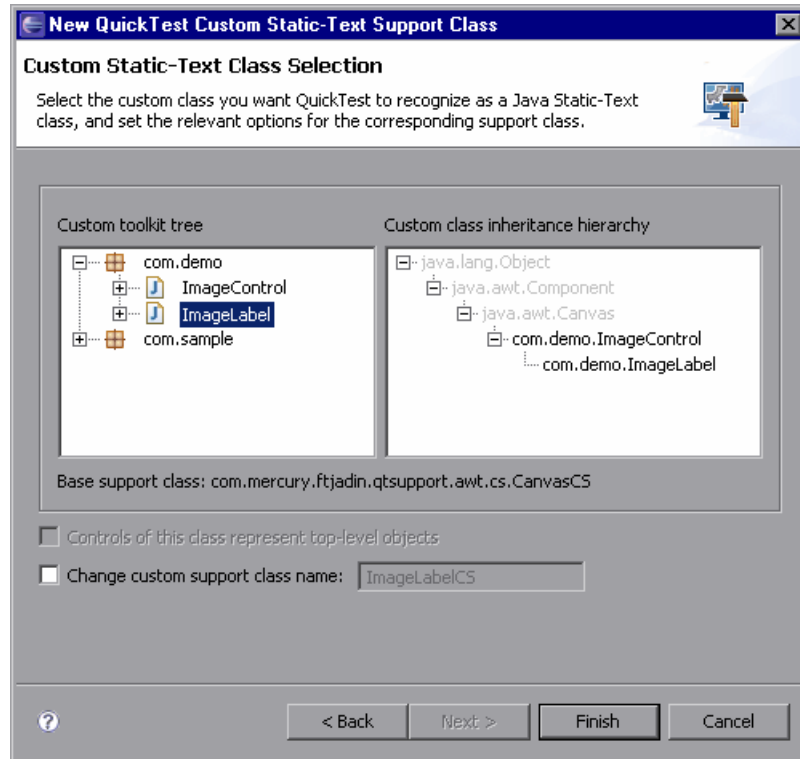 New QuickTest Custom Static-Text Support Class
Custom Static-Text Class Selection
Select the custom class you want QuickTest to recognize as a Java Static-Text
class, and set the relevant options for the corresponding support class.
Custom toolkit tree
com.demo
ImageControl
ImageLabel
com.sample
Custom class inheritance hierarchy
java.lang.Object
java.awt.Component
java.awt.Canvas
com.demo.ImageControl
com.demo.ImageLabel
Base support class: com.mercury.ftjadin.qtsupport.awt.cs.CanvasCS
Controls of this class represent top-level objects
Change custom support class name: ImageLabelCS
< Back Next > Finish Cancel